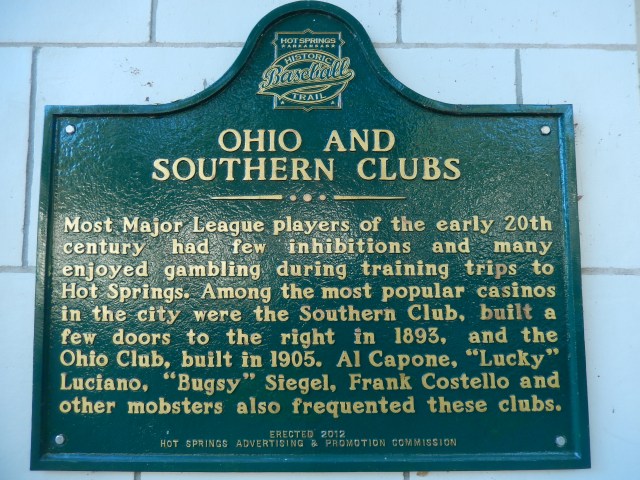 HOT SPRINGS
ARKANSAS
HISTORIC
Baseball
TRAIL
OHIO AND
SOUTHERN CLUBS
Most Major League players of the early 20th
century had few inhibitions and many
enjoyed gambling during training trips to
Hot Springs. Among the most popular casinos
in the city were the Southern Club, built a
few doors to the right in 1893, and the
Ohio Club, built in 1905. Al Capone, “Lucky”
Luciano, “Bugsy” Siegel, Frank Costello and
other mobsters also frequented these clubs.
ERECTED 2012
HOT SPRINGS ADVERTISING & PROMOTION COMMISSION